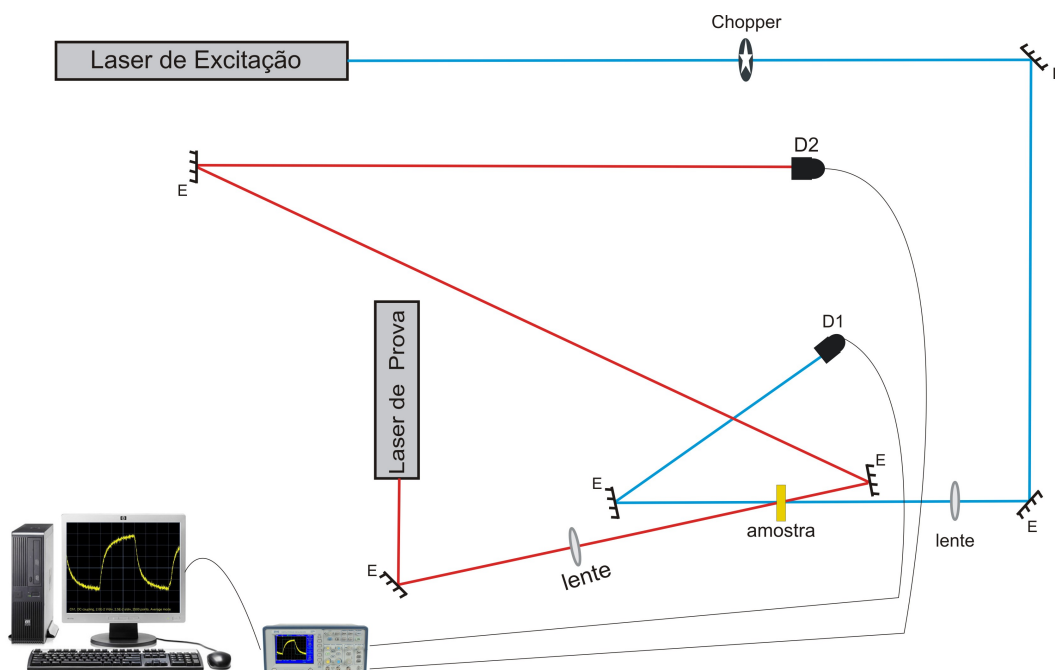 Chopper
Laser de Excitação
E
D2
E
D1
Laser de Prova
E
E
amostra
lente
E
E
lente